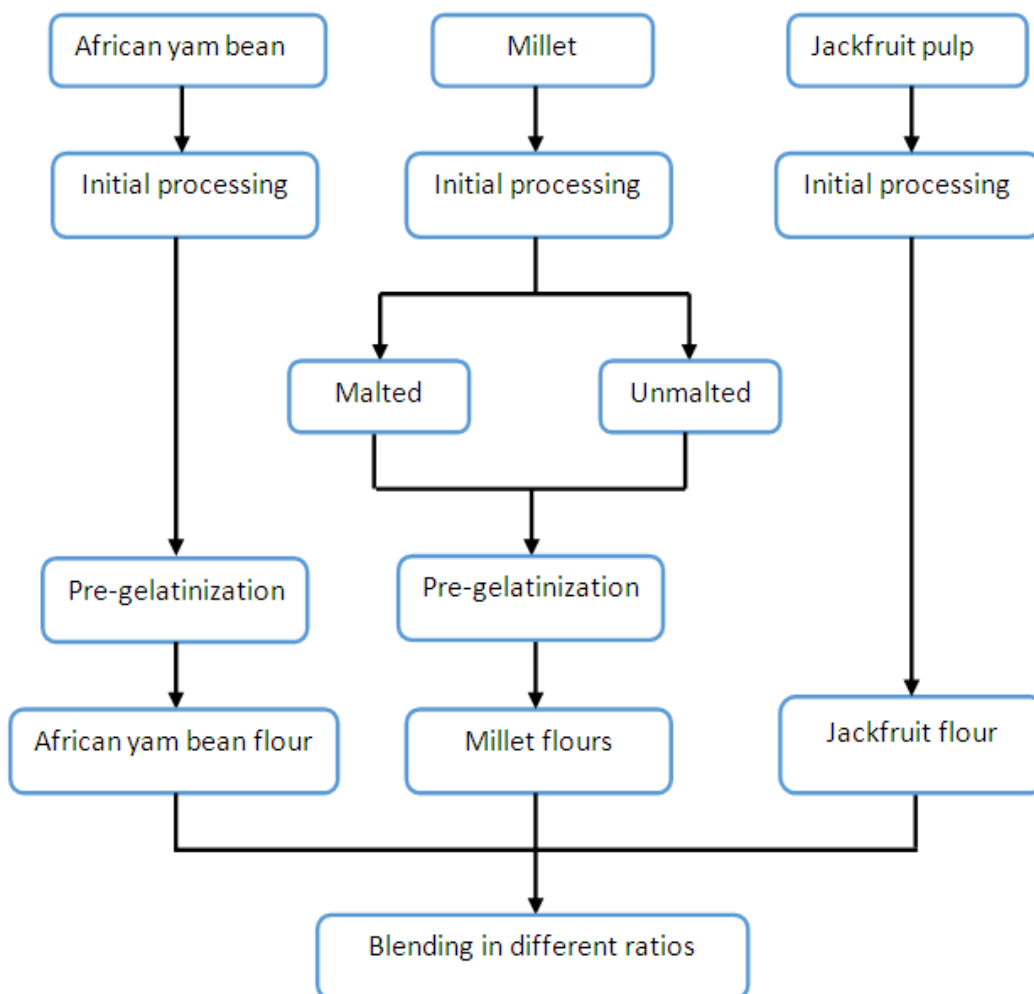 African yam bean
Millet
Jackfruit pulp
Initial processing
Initial processing
Initial processing
Malted
Unmalted
Pre-gelatinization
Pre-gelatinization
African yam bean flour
Millet flours
Jackfruit flour
Blending in different ratios